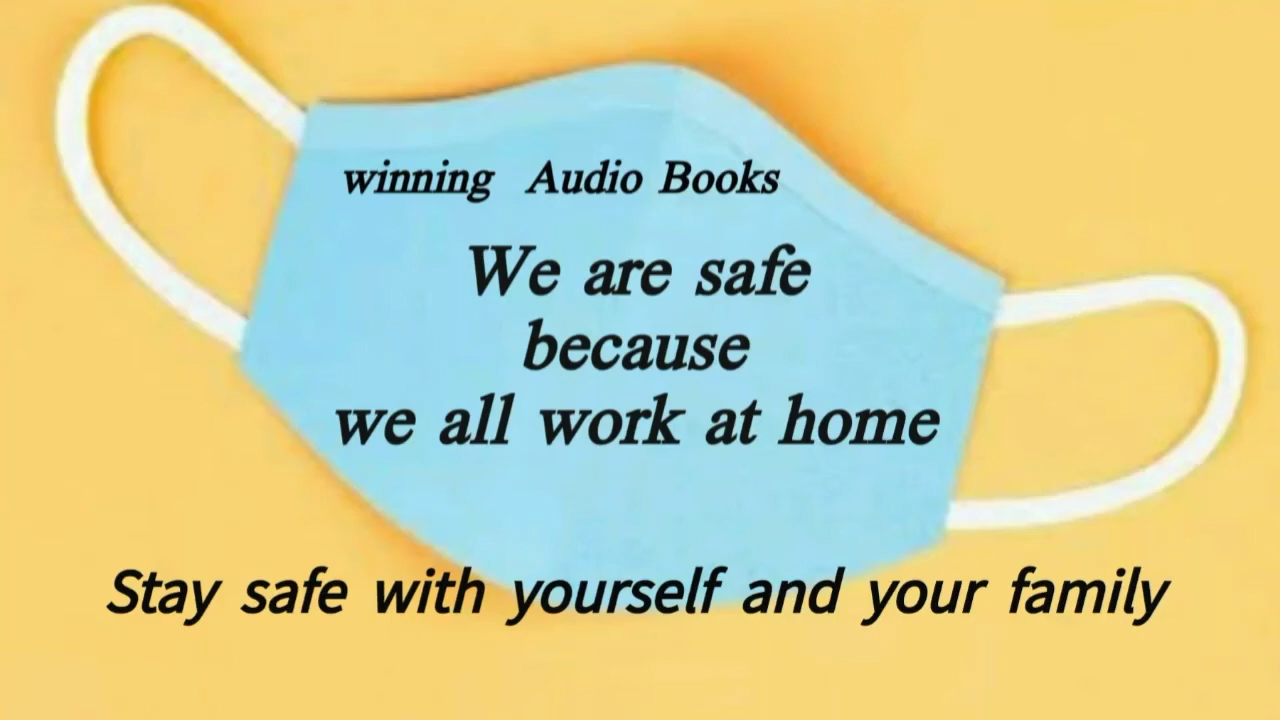 winning Audio Books
We are safe
because
we all work at home
Stay safe with yourself and your family